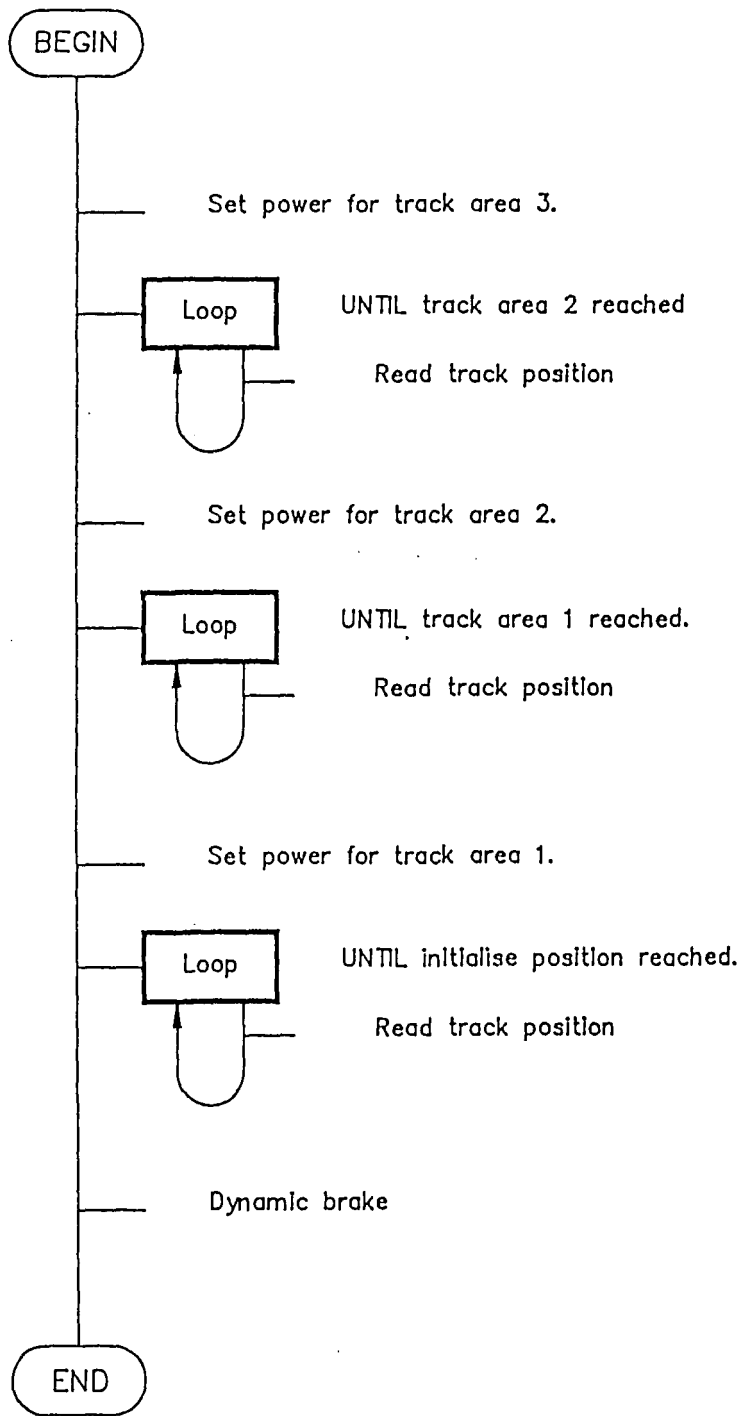 BEGIN
Set power for track area 3.
Loop
UNTIL track area 2 reached
Read track position
Set power for track area 2.
Loop
UNTIL track area 1 reached.
Read track position
Set power for track area 1.
Loop
UNTIL initialise position reached.
Read track position
Dynamic brake
END